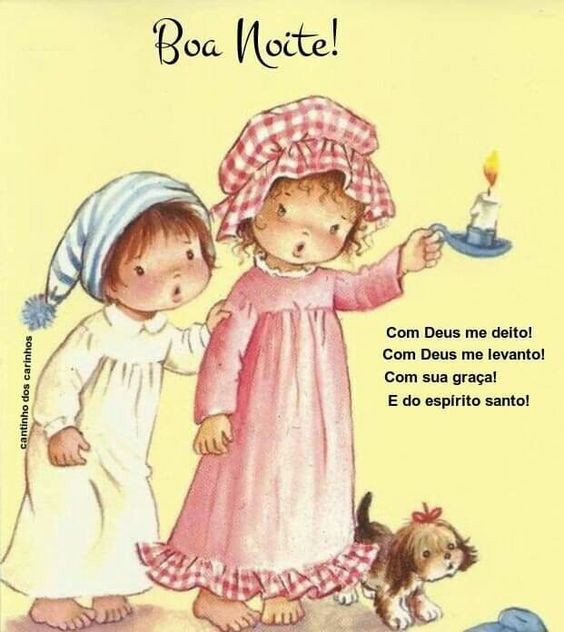 Boa Noite!
Com Deus me deito!
Com Deus me levanto!
Com sua graça!
E do espírito santo!
cantinho dos carinhos